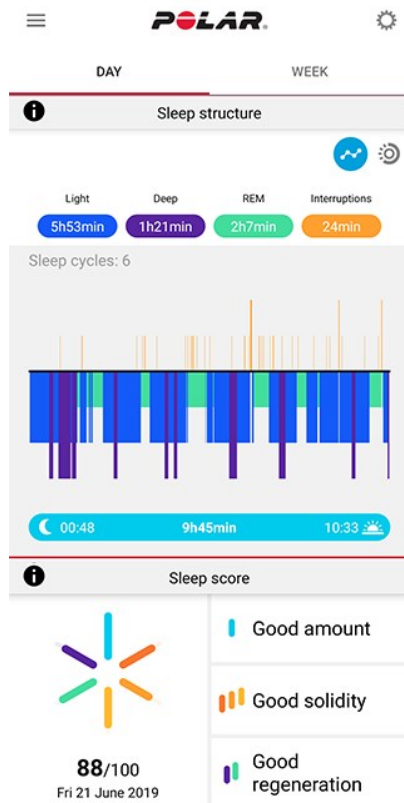 POLAR.
DAY WEEK
Sleep structure
Light Deep REM Interruptions
5h53min 1h21min 2h7min 24min
Sleep cycles: 6
00:48 9h45min 10:33
Sleep score
Good amount
Good solidity
88/100
Fri 21 June 2019
Good
regeneration